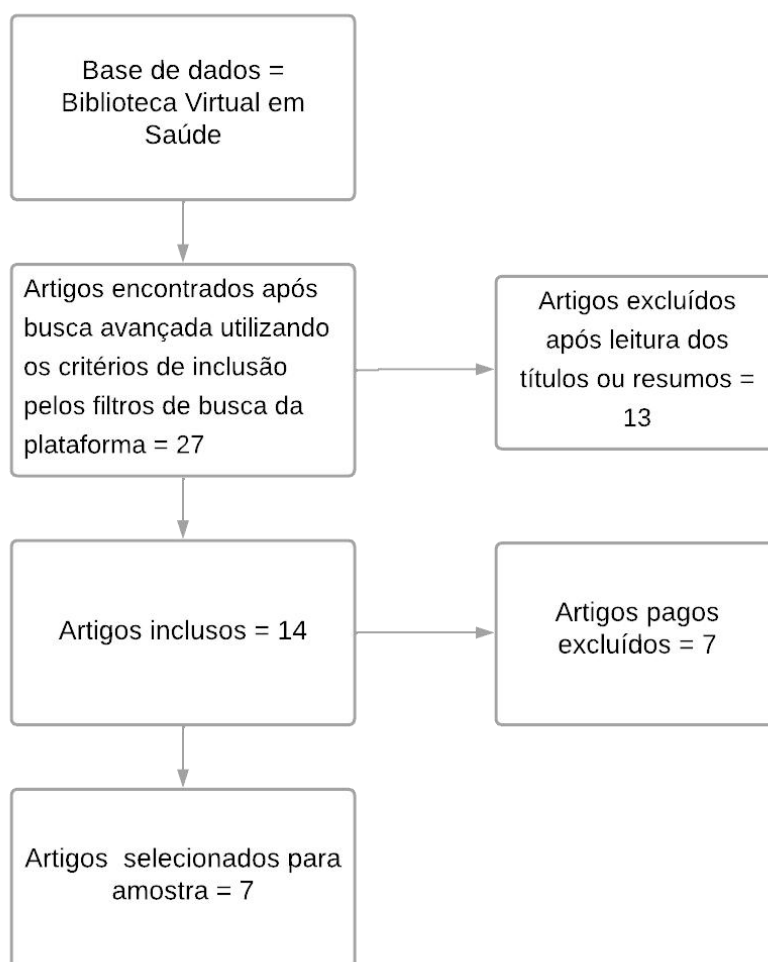 Base de dados =
Biblioteca Virtual em
Saúde
Artigos encontrados após
busca avançada utilizando
os critérios de inclusão
pelos filtros de busca da
plataforma = 27
Artigos excluídos
após leitura dos
títulos ou resumos =
13
Artigos inclusos = 14
Artigos pagos
excluídos = 7
Artigos selecionados para
amostra = 7